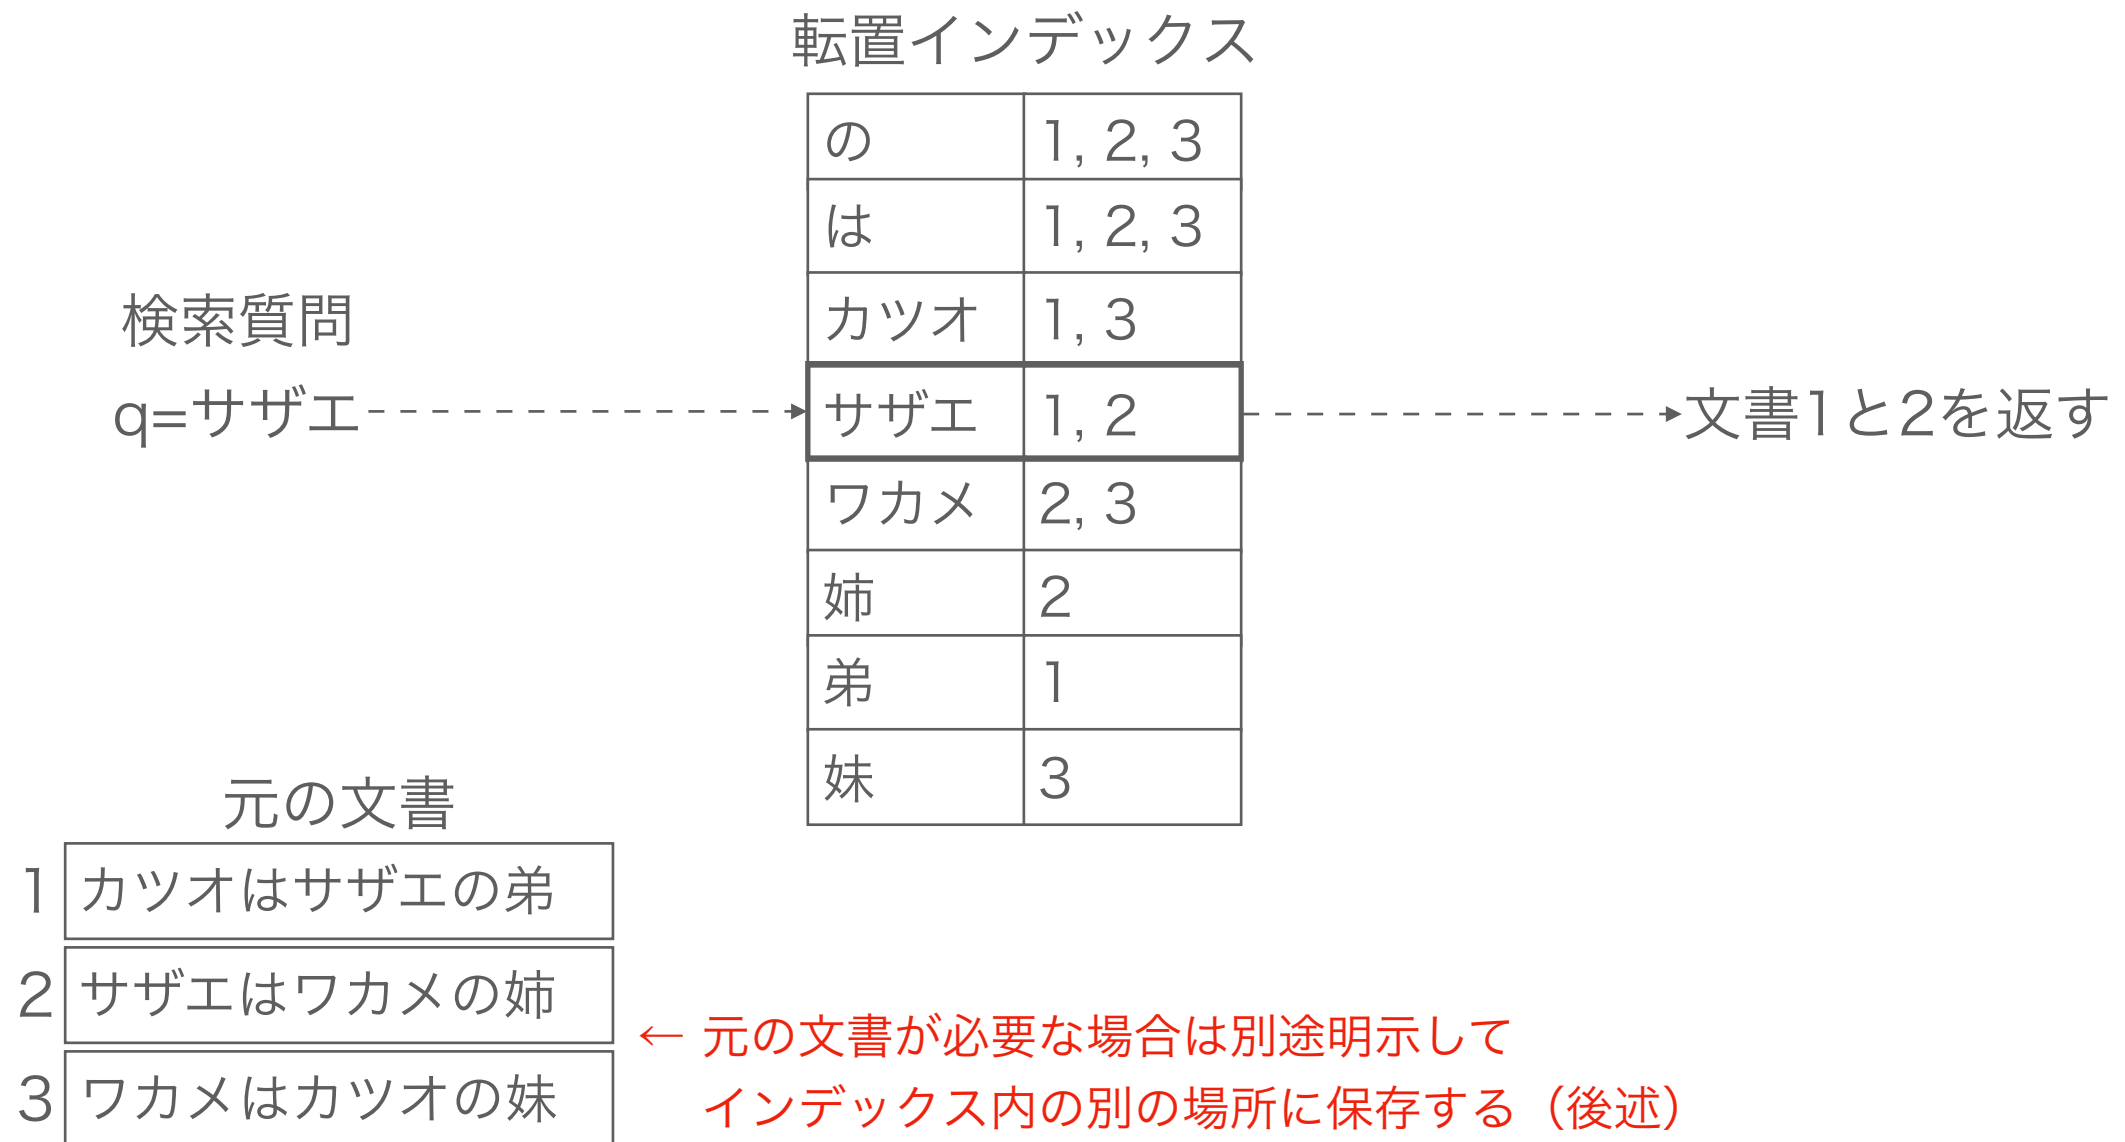 転置インデックス
の 1, 2, 3
は 1, 2, 3
カツオ 1, 3
サザエ 1, 2
ワカメ 2, 3
姉 2
弟 1
妹 3
検索質問
q=サザエ
文書1と2を返す
元の文書
1 カツオはサザエの弟
2 サザエはワカメの姉
3 ワカメはカツオの妹
← 元の文書が必要な場合は別途明示して
インデックス内の別の場所に保存する（後述）